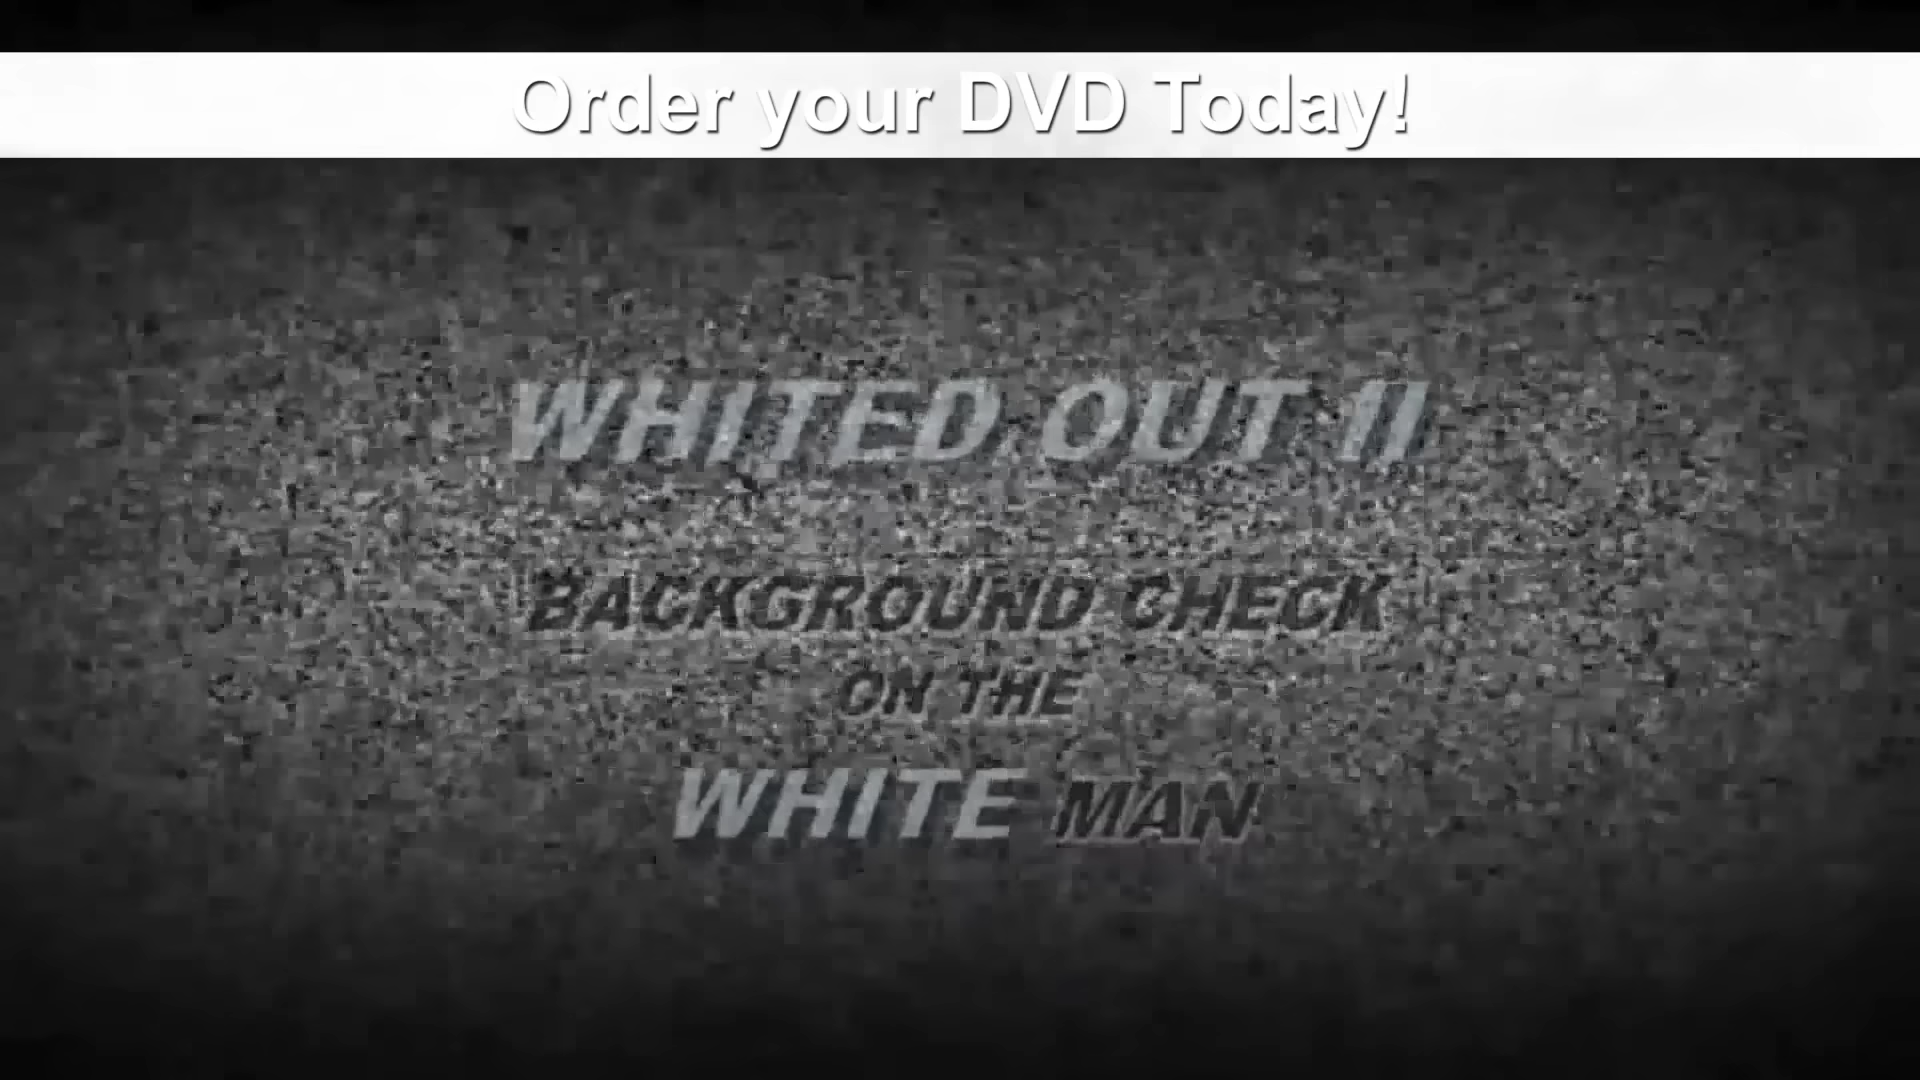 Order your DVD Today!
WHITED OUT II
BACKGROUND CHECK
ON THE
WHITE MAN